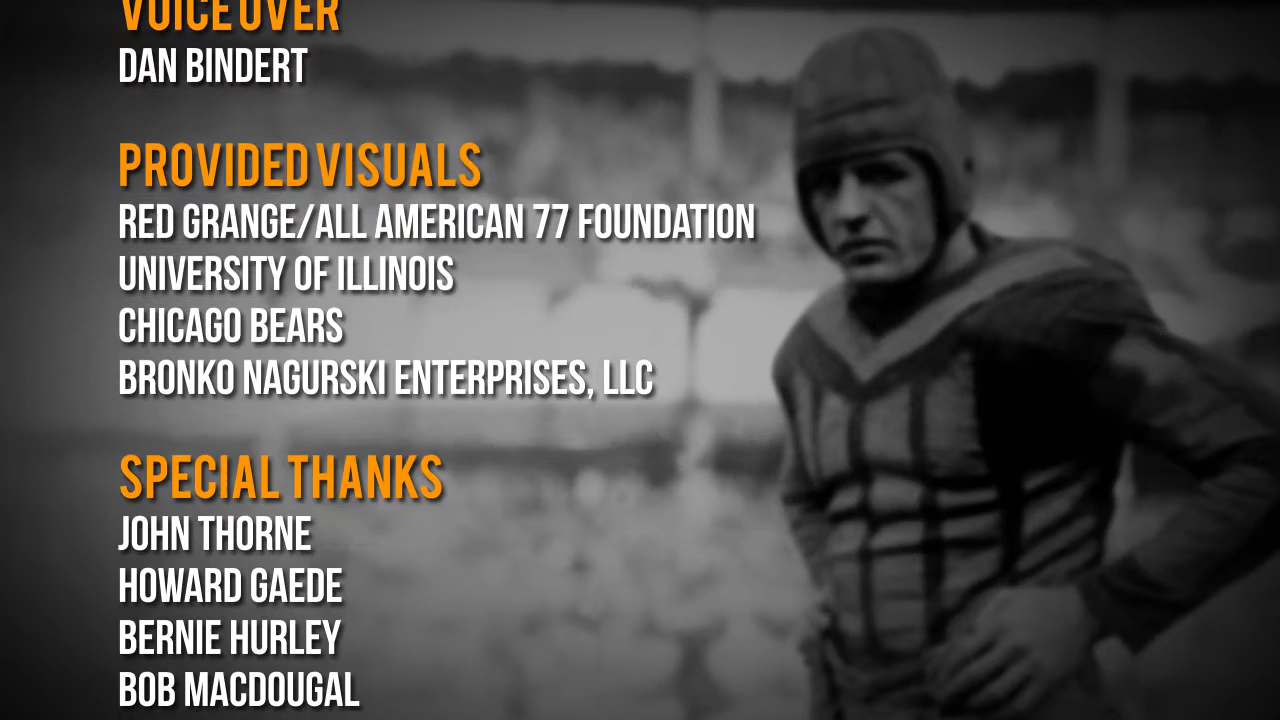 VOICE OVER
DAN BINDERT
PROVIDED VISUALS
RED GRANGE/ALL AMERICAN 77 FOUNDATION
UNIVERSITY OF ILLINOIS
CHICAGO BEARS
BRONKO NAGURSKI ENTERPRISES, LLC
SPECIAL THANKS
JOHN THORNE
HOWARD GAEDE
BERNIE HURLEY
BOB MACDOUGAL